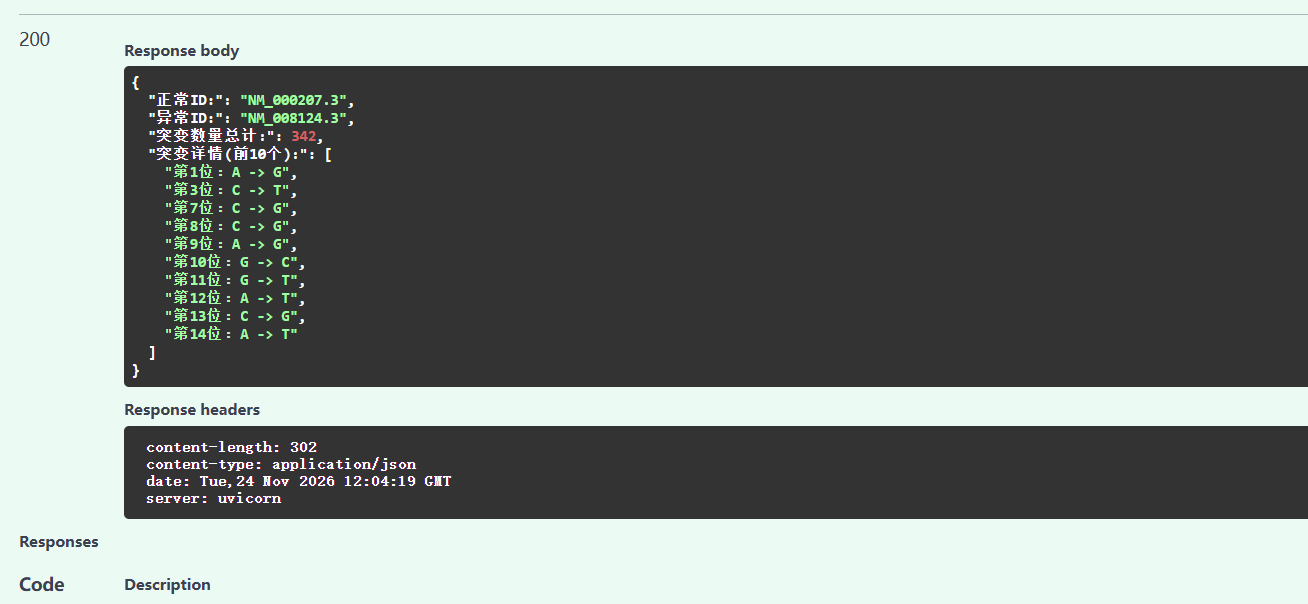 200
Response body
{
"正常ID:": "NM_000207.3",
"异常ID:": "NM_008124.3",
"突变数量总计:": 342,
"突变详情(前10个):": [
"第1位：A -> G",
"第3位：C -> T",
"第7位：C -> G",
"第8位：C -> G",
"第9位：A -> G",
"第10位：G -> C",
"第11位：G -> T",
"第12位：A -> T",
"第13位：C -> G",
"第14位：A -> T"
]
}
Response headers
content-length: 302
content-type: application/json
date: Tue,24 Nov 2026 12:04:19 GMT
server: uvicorn
Responses
Code Description